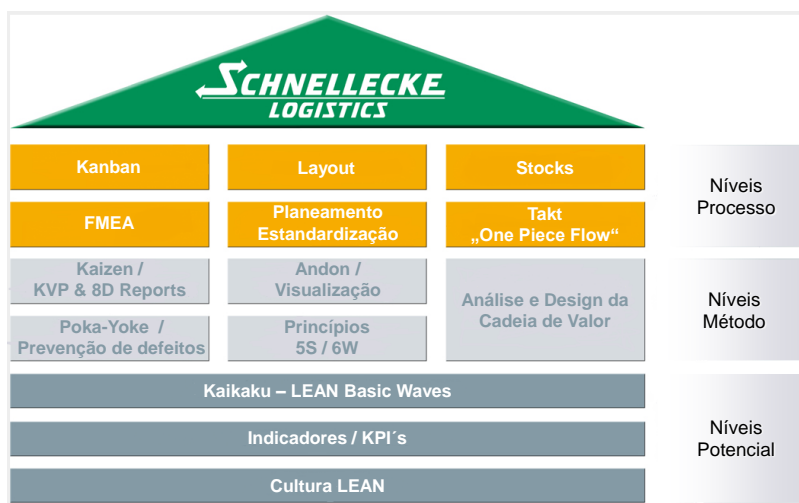 SCHNELLECKE
LOGISTICS
Kanban
Layout
Stocks
Níveis
Processo
FMEA
Planeamento
Estandardização
Takt
„One Piece Flow“
Kaizen /
KVP & 8D Reports
Andon /
Visualização
Análise e Design da
Cadeia de Valor
Níveis
Método
Poka-Yoke /
Prevenção de defeitos
Princípios
5S / 6W
Kaikaku – LEAN Basic Waves
Indicadores / KPI´s
Níveis
Potencial
Cultura LEAN